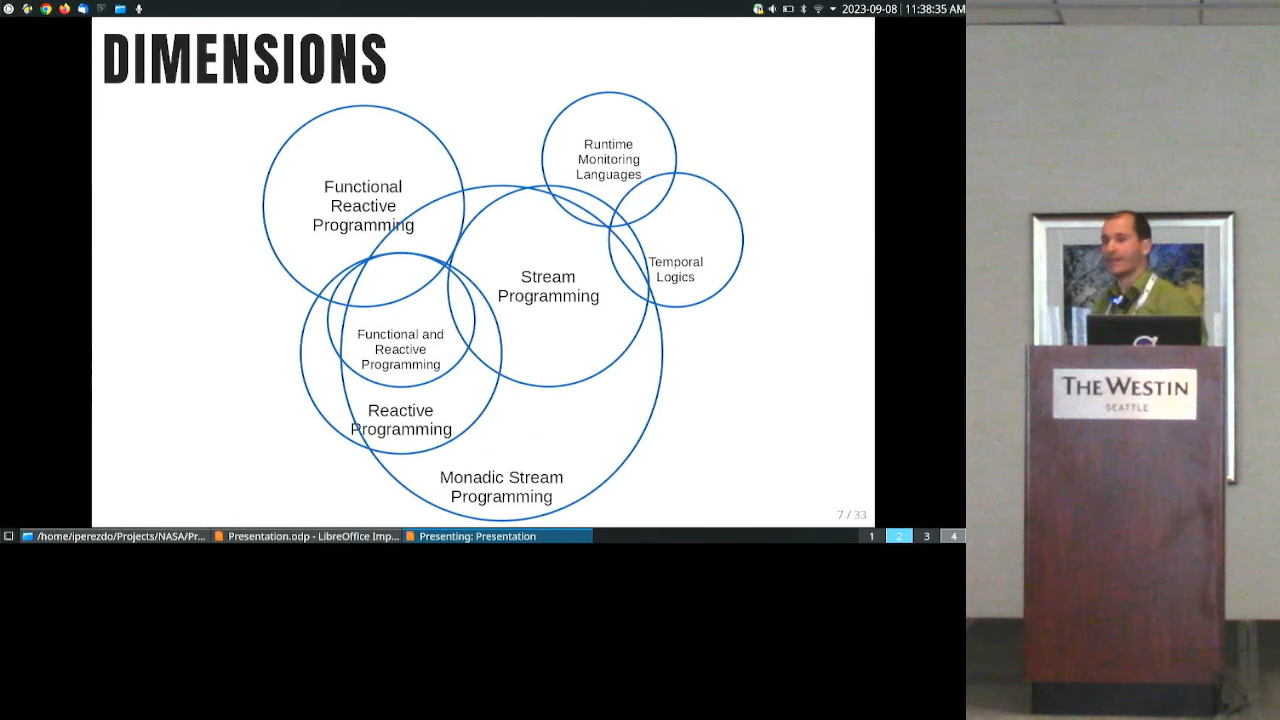 2023-09-08
11:38:35 AM
DIMENSIONS
Runtime
Monitoring
Languages
Functional
Reactive
Programming
Temporal
Logics
Stream
Programming
Functional and
Reactive
Programming
Reactive
Programming
Monadic Stream
Programming
7 / 33
/home/iperezdo/Projects/NASA/Pr...
Presentation.odp - LibreOffice Imp...
Presenting: Presentation
1
2
3
4
THE WESTIN
SEATTLE